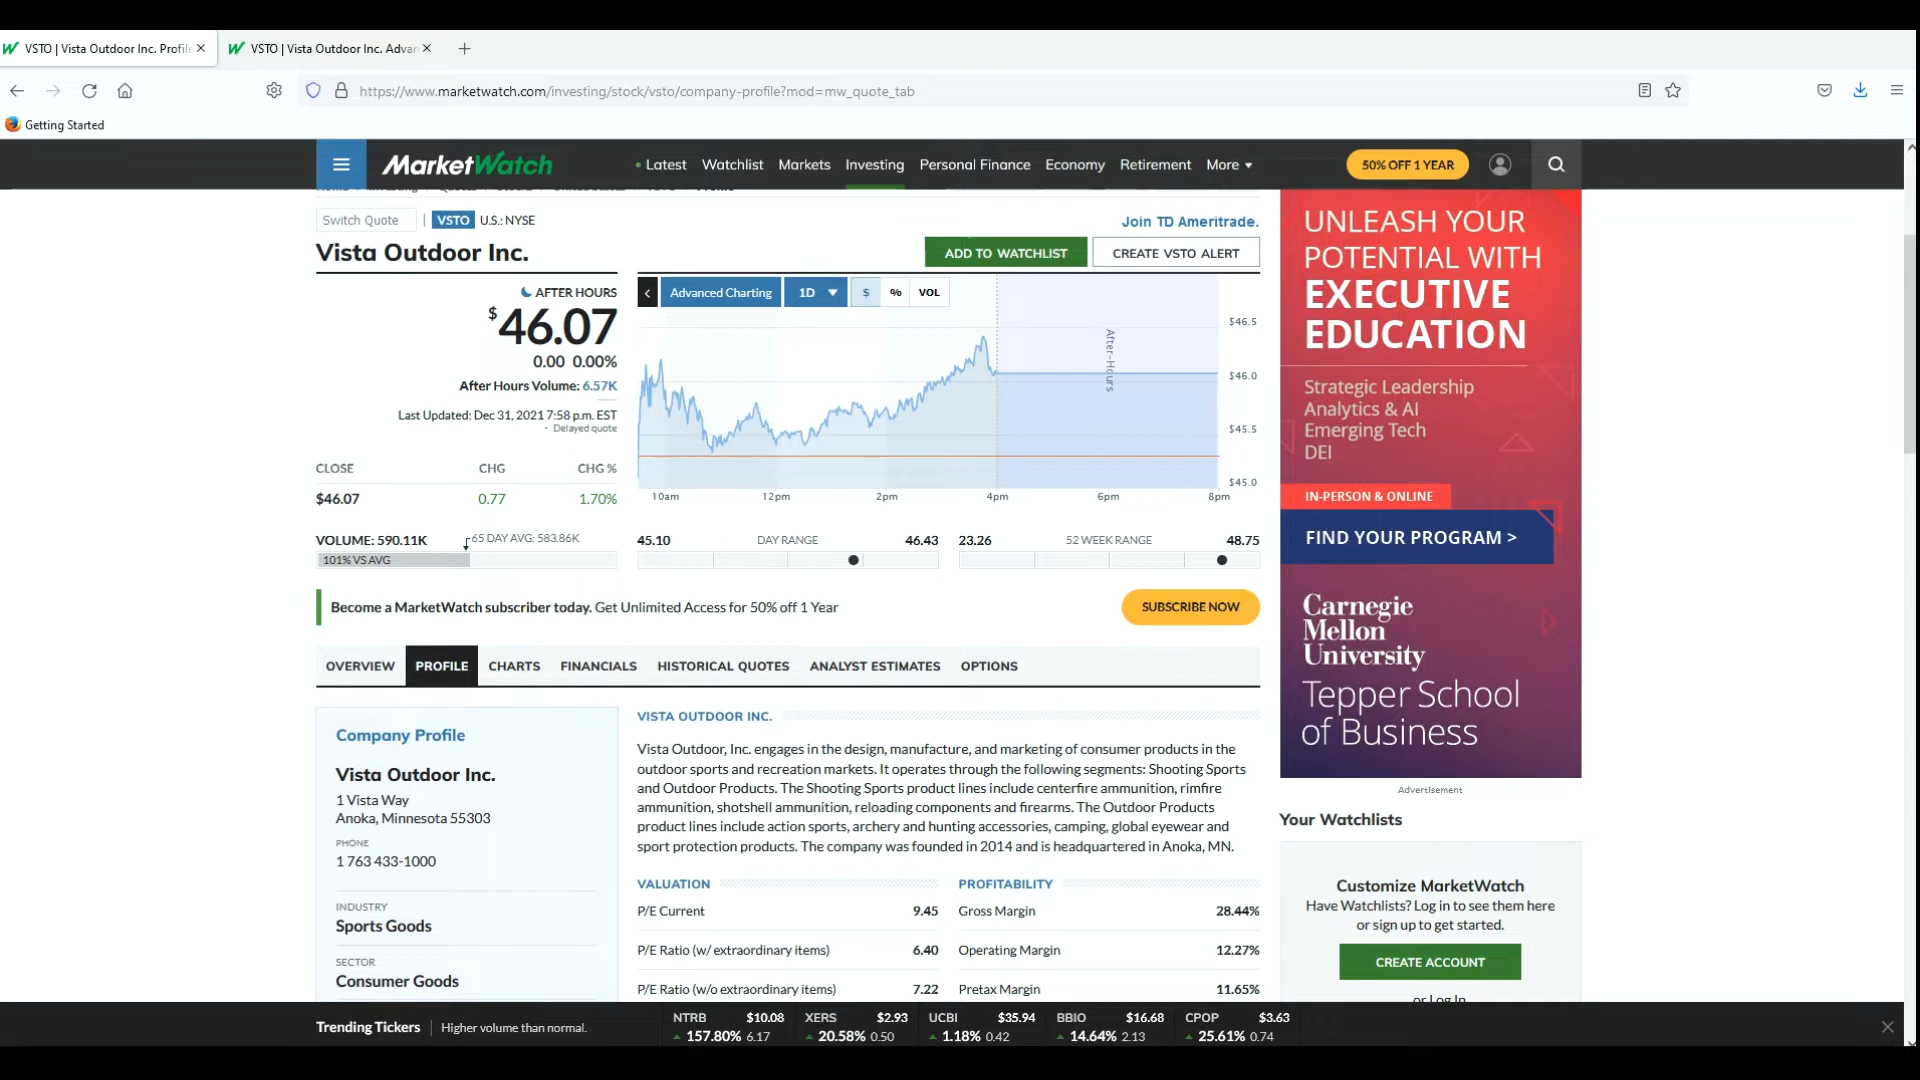 VSTO | Vista Outdoor Inc. Profile
VSTO | Vista Outdoor Inc. Advan
https://www.marketwatch.com/investing/stock/vsto/company-profile?mod=mw_quote_tab
Getting Started
MarketWatch
Latest Watchlist Markets Investing Personal Finance Economy Retirement More
50% OFF 1 YEAR
Switch Quote | VSTO U.S.: NYSE
Join TD Ameritrade.
Vista Outdoor Inc.
ADD TO WATCHLIST
CREATE VSTO ALERT
AFTER HOURS
$46.07
0.00 0.00%
After Hours Volume: 6.57K
Last Updated: Dec 31, 2021 7:58 p.m. EST
- Delayed quote
CLOSE CHG CHG %
$46.07 0.77 1.70%
VOLUME: 590.11K
65 DAY AVG: 583.86K
101% VS AVG
Advanced Charting 1D $ % VOL
$46.5
$46.0
$45.5
$45.0
After-Hours
10am 12pm 2pm 4pm 6pm 8pm
45.10 DAY RANGE 46.43
23.26 52 WEEK RANGE 48.75
Become a MarketWatch subscriber today. Get Unlimited Access for 50% off 1 Year
SUBSCRIBE NOW
OVERVIEW PROFILE CHARTS FINANCIALS HISTORICAL QUOTES ANALYST ESTIMATES OPTIONS
Company Profile
Vista Outdoor Inc.
1 Vista Way
Anoka, Minnesota 55303
PHONE
1 763 433-1000
INDUSTRY
Sports Goods
SECTOR
Consumer Goods
VISTA OUTDOOR INC.
Vista Outdoor, Inc. engages in the design, manufacture, and marketing of consumer products in the
outdoor sports and recreation markets. It operates through the following segments: Shooting Sports
and Outdoor Products. The Shooting Sports product lines include centerfire ammunition, rimfire
ammunition, shotshell ammunition, reloading components and firearms. The Outdoor Products
product lines include action sports, archery and hunting accessories, camping, global eyewear and
sport protection products. The company was founded in 2014 and is headquartered in Anoka, MN.
VALUATION
P/E Current 9.45
P/E Ratio (w/ extraordinary items) 6.40
P/E Ratio (w/o extraordinary items) 7.22
PROFITABILITY
Gross Margin 28.44%
Operating Margin 12.27%
Pretax Margin 11.65%
UNLEASH YOUR
POTENTIAL WITH
EXECUTIVE
EDUCATION
Strategic Leadership
Analytics & AI
Emerging Tech
DEI
IN-PERSON & ONLINE
FIND YOUR PROGRAM >
Carnegie
Mellon
University
Tepper School
of Business
Advertisement
Your Watchlists
Customize MarketWatch
Have Watchlists? Log in to see them here
or sign up to get started.
CREATE ACCOUNT
or Log In
Trending Tickers | Higher volume than normal.
NTRB $10.08 XERS $2.93 UCBI $35.94 BBIO $16.68 CPOP $3.63
157.80% 6.17 20.58% 0.50 1.18% 0.42 14.64% 2.13 25.61% 0.74